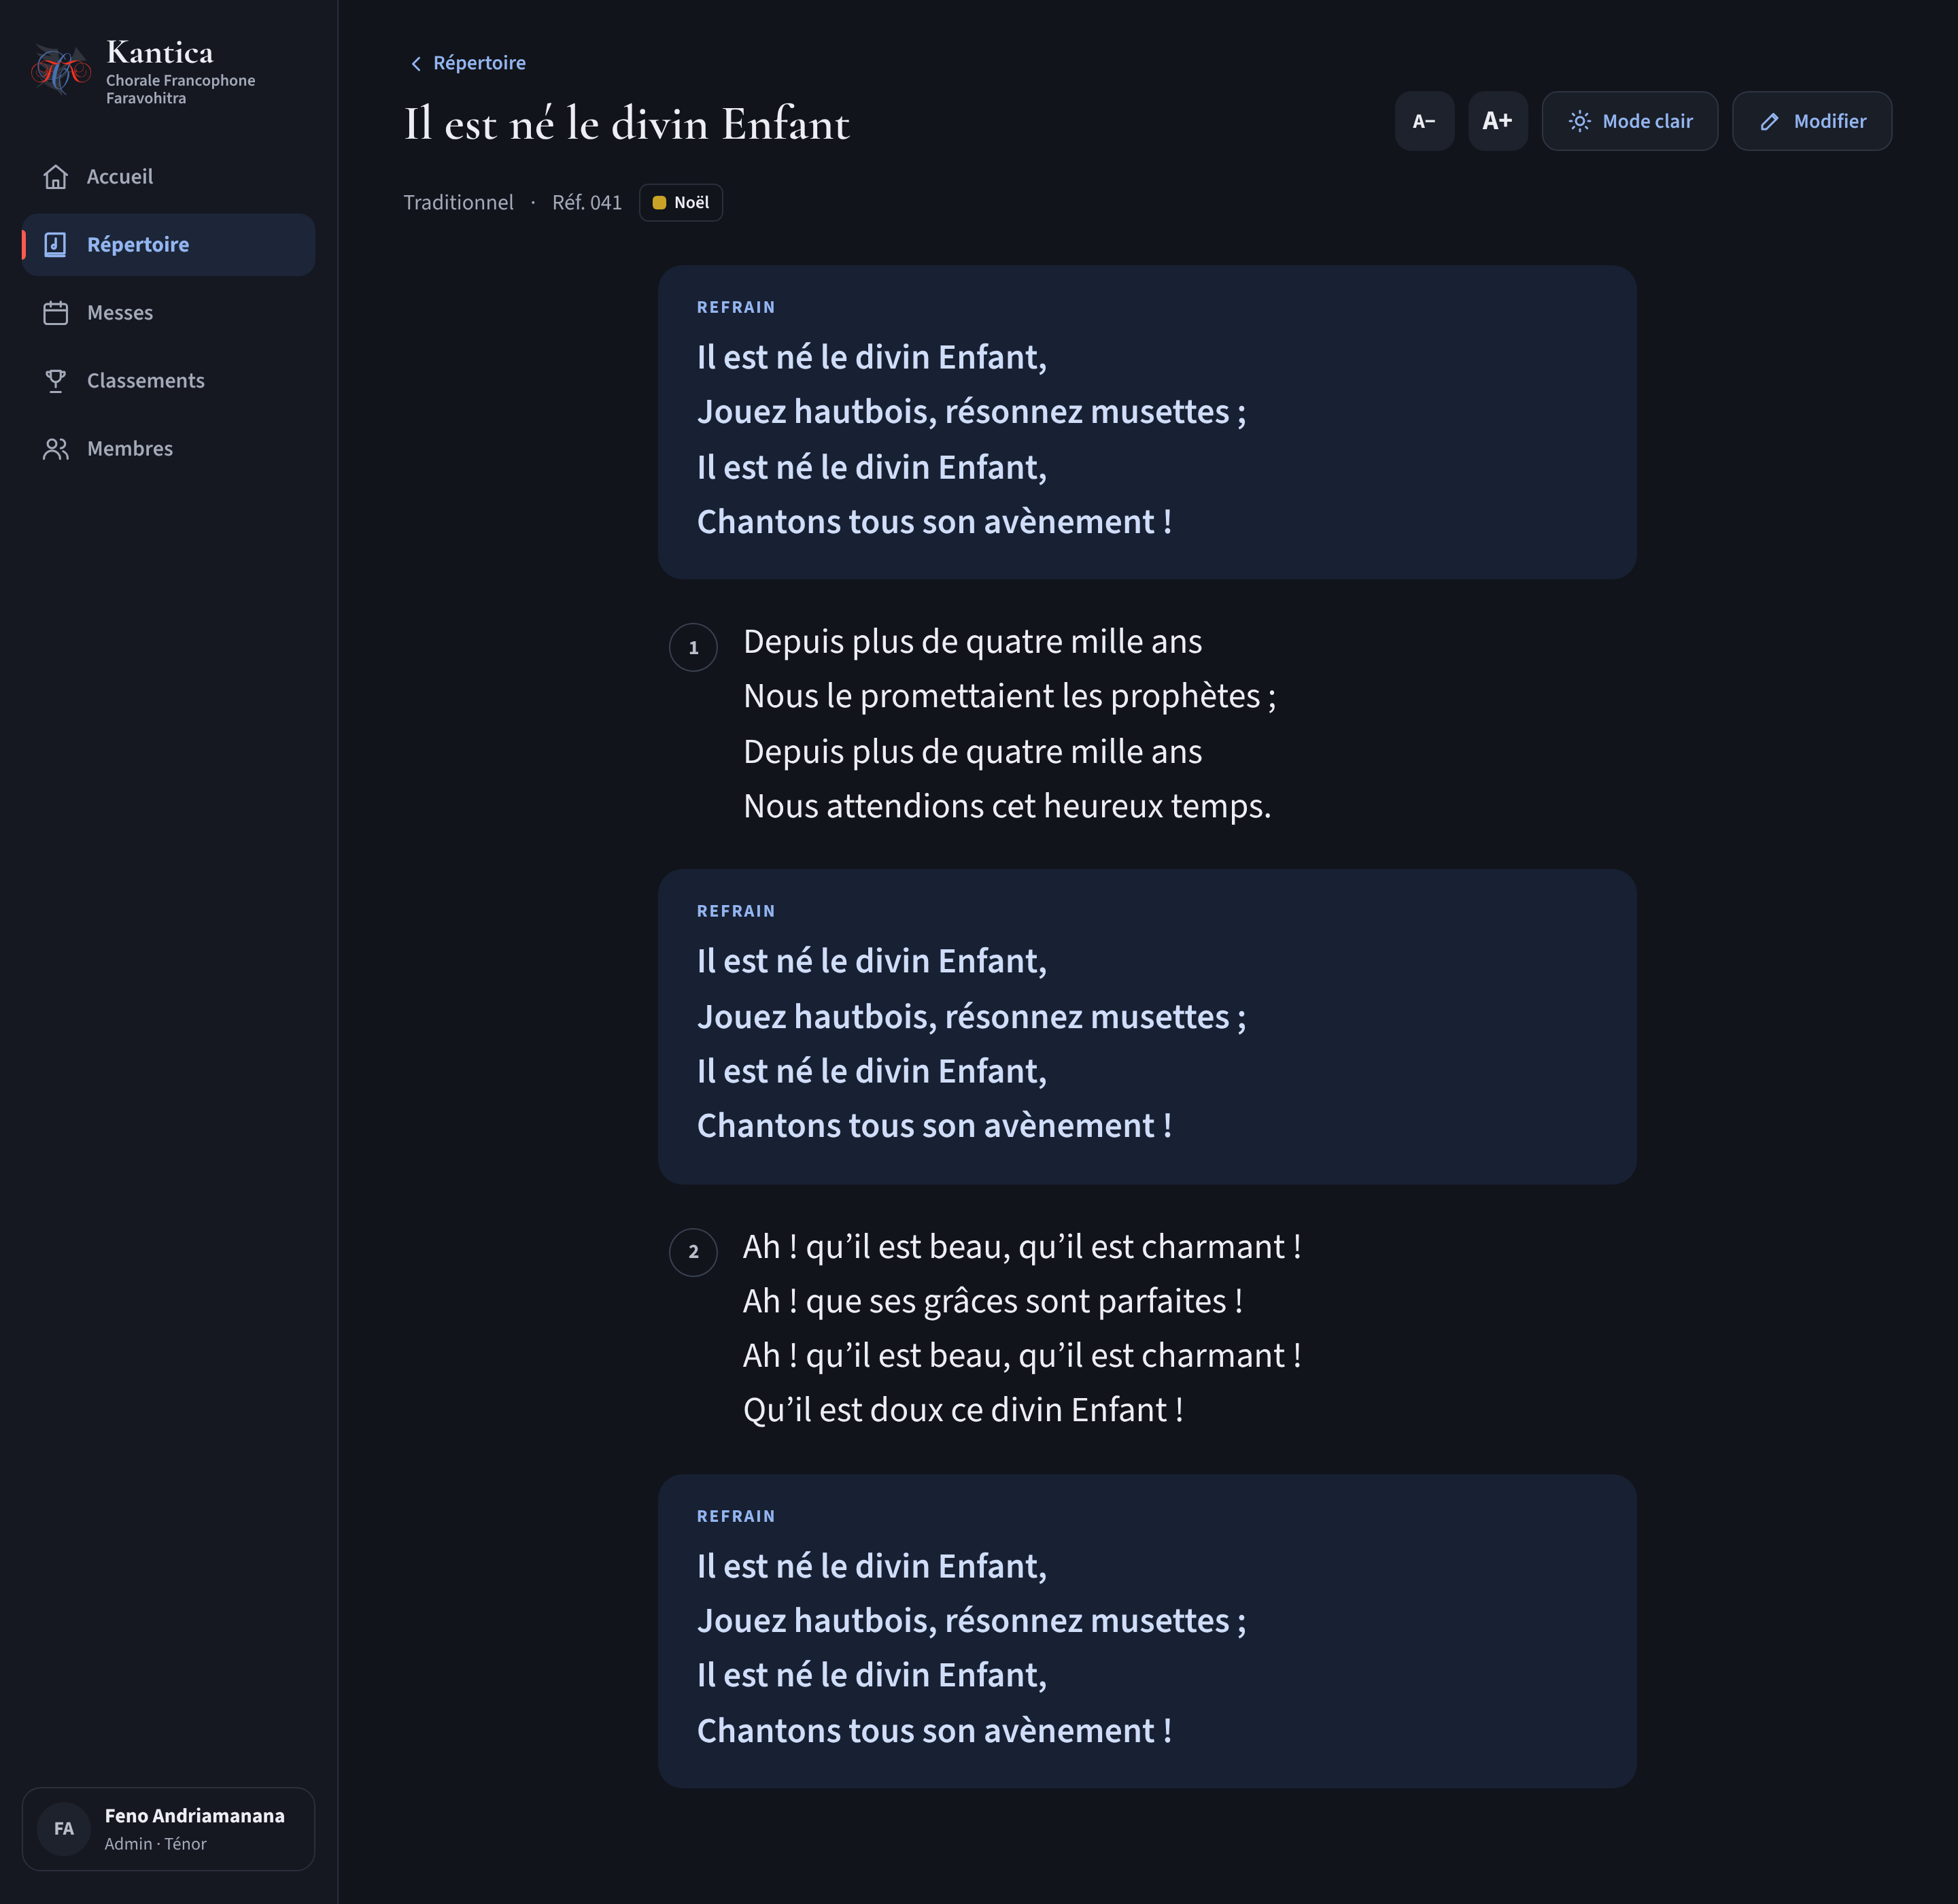 Kantica
Chorale Francophone
Faravohitra
Accueil
Répertoire
Messes
Classements
Membres
Feno Andriamanana
FA
Admin · Ténor
Répertoire
Il est né le divin Enfant
A−
A+
Mode clair
Modifier
Traditionnel · Réf. 041
Noël
REFRAIN
Il est né le divin Enfant,
Jouez hautbois, résonnez musettes ;
Il est né le divin Enfant,
Chantons tous son avènement !
1
Depuis plus de quatre mille ans
Nous le promettaient les prophètes ;
Depuis plus de quatre mille ans
Nous attendions cet heureux temps.
REFRAIN
Il est né le divin Enfant,
Jouez hautbois, résonnez musettes ;
Il est né le divin Enfant,
Chantons tous son avènement !
2
Ah ! qu’il est beau, qu’il est charmant !
Ah ! que ses grâces sont parfaites !
Ah ! qu’il est beau, qu’il est charmant !
Qu’il est doux ce divin Enfant !
REFRAIN
Il est né le divin Enfant,
Jouez hautbois, résonnez musettes ;
Il est né le divin Enfant,
Chantons tous son avènement !